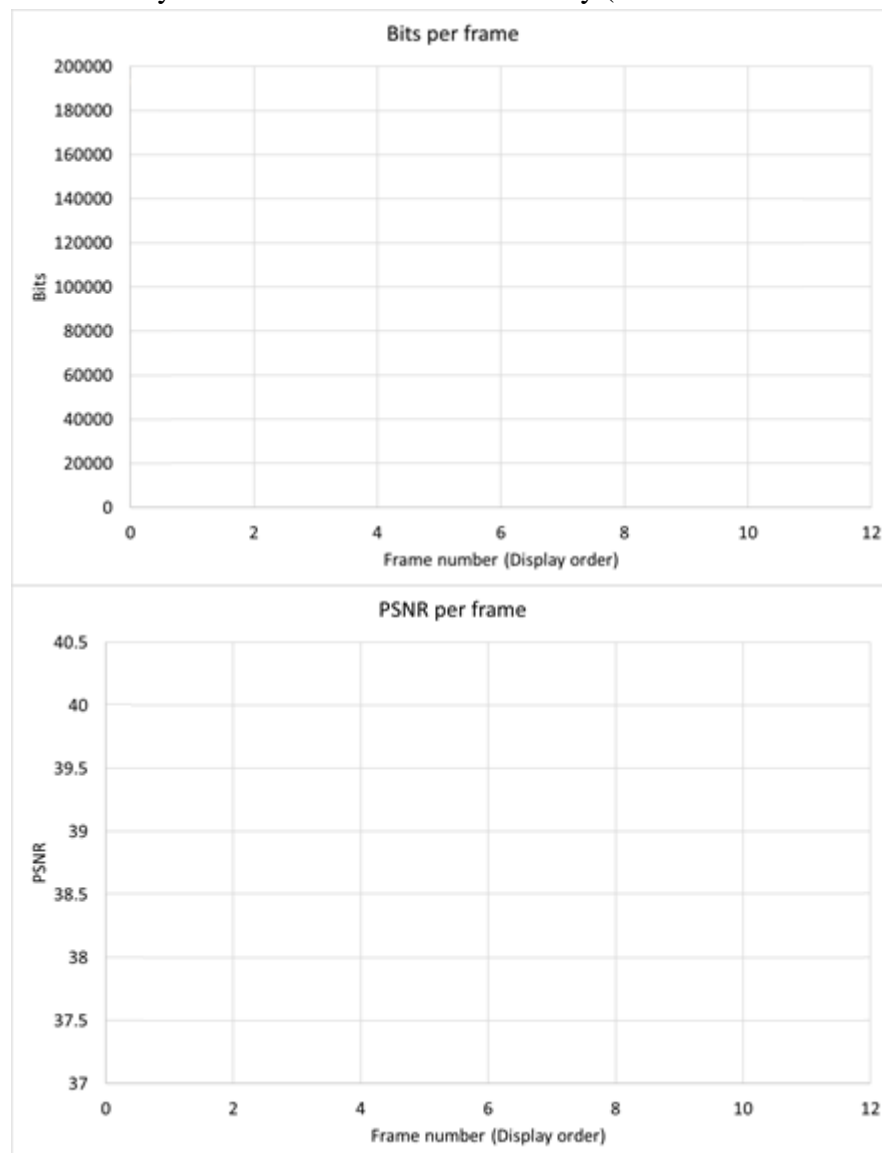 Bits per frame
200000
180000
160000
140000
120000
100000
80000
60000
40000
20000
0
Bits
0 2 4 6 8 10 12
Frame number (Display order)
PSNR per frame
40.5
40
39.5
39
38.5
38
37.5
37
PSNR
0 2 4 6 8 10 12
Frame number (Display order)